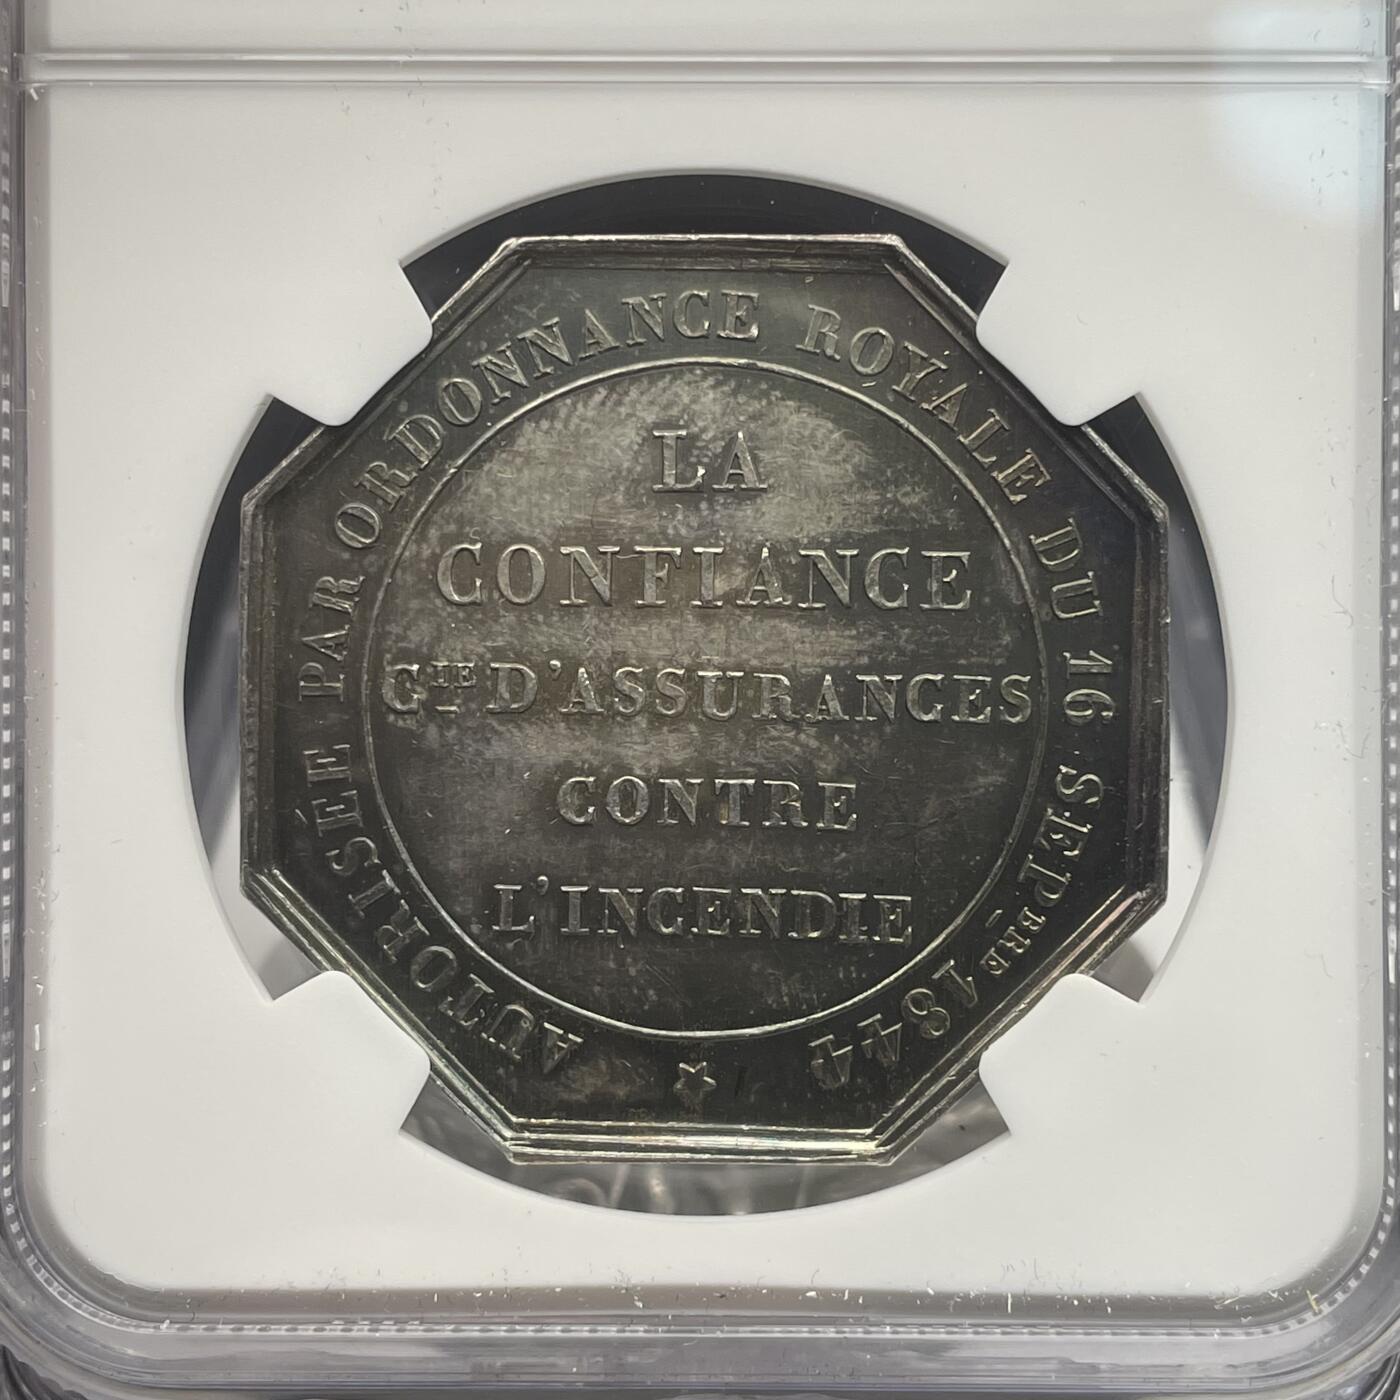 AUTORISÉE PAR ORDONNANCE ROYALE DU 16 SEPBRE 1844
LA
CONFIANCE
CIE D'ASSURANCES
CONTRE
L'INCENDIE